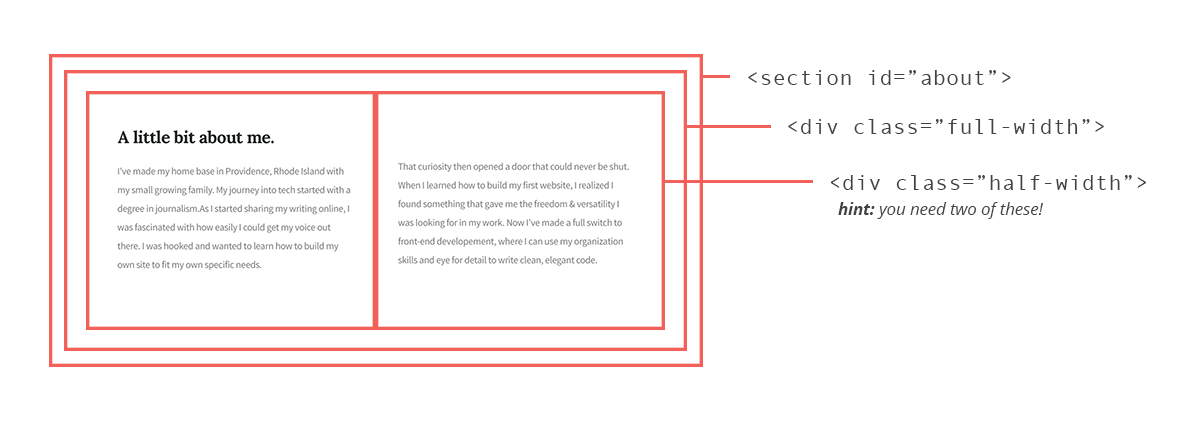 A little bit about me.
I've made my home base in Providence, Rhode Island with
my small growing family. My journey into tech started with a
degree in journalism.As I started sharing my writing online, I
was fascinated with how easily I could get my voice out
there. I was hooked and wanted to learn how to build my
own site to fit my own specific needs.
That curiosity then opened a door that could never be shut.
When I learned how to build my first website, I realized I
found something that gave me the freedom & versatility I
was looking for in my work. Now I've made a full switch to
front-end developement, where I can use my organization
skills and eye for detail to write clean, elegant code.
<section id=”about”>
<div class=”full-width”>
<div class=”half-width”>
hint: you need two of these!